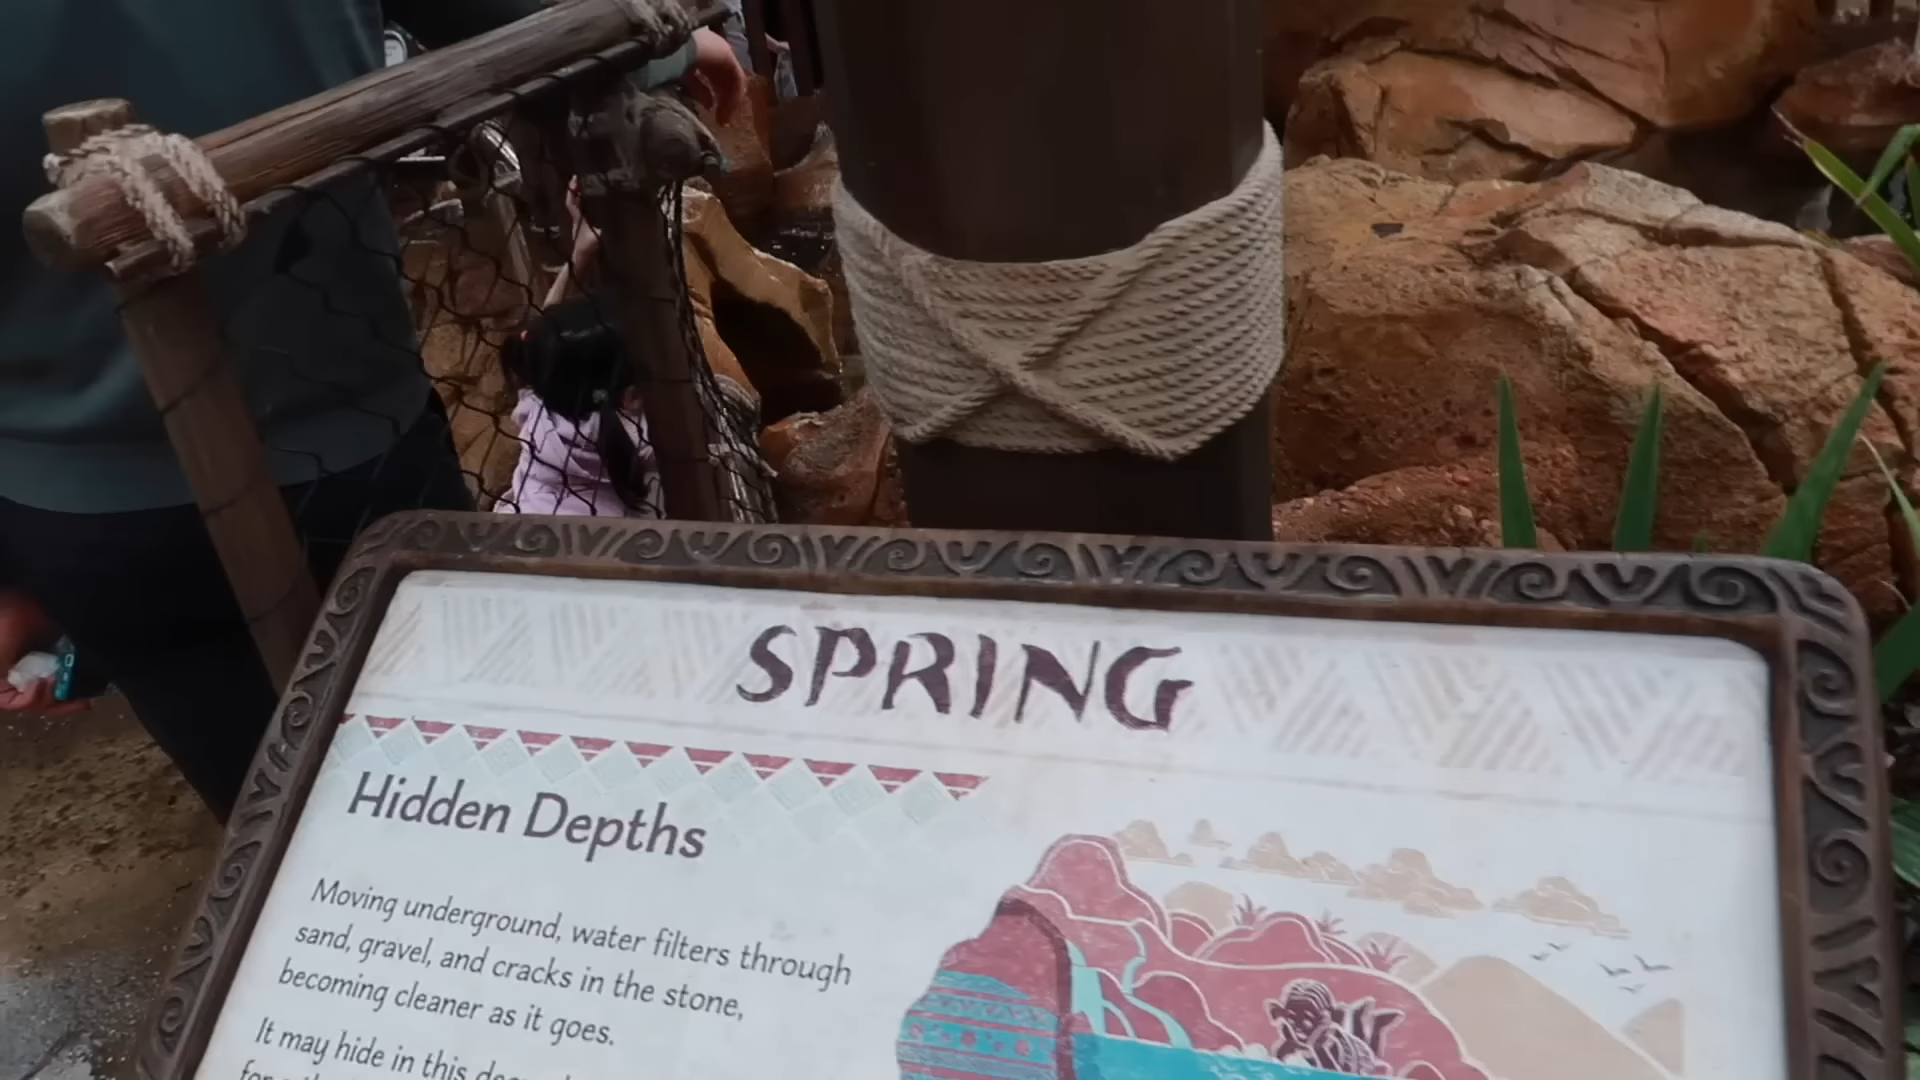 SPRING
Hidden Depths
Moving underground, water filters through
sand, gravel, and cracks in the stone,
becoming cleaner as it goes.
It may hide in this